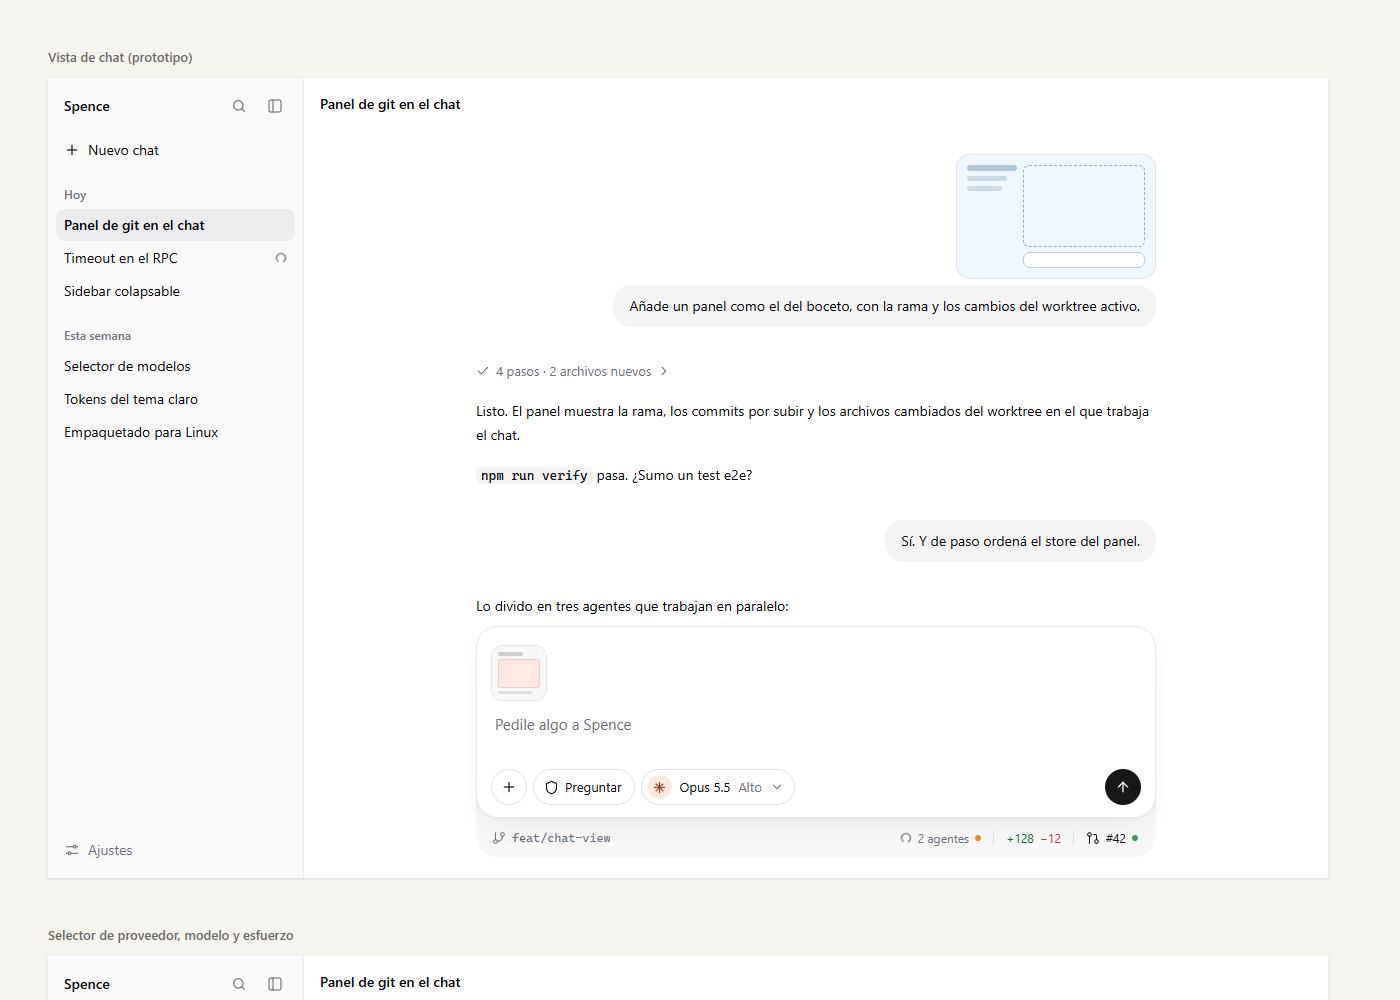 Vista de chat (prototipo)
Spence
Nuevo chat
Hoy
Panel de git en el chat
Timeout en el RPC
Sidebar colapsable
Esta semana
Selector de modelos
Tokens del tema claro
Empaquetado para Linux
Ajustes
Panel de git en el chat
Añade un panel como el del boceto, con la rama y los cambios del worktree activo.
4 pasos · 2 archivos nuevos
Listo. El panel muestra la rama, los commits por subir y los archivos cambiados del worktree en el que trabaja
el chat.
npm run verify pasa. ¿Sumo un test e2e?
Sí. Y de paso ordená el store del panel.
Lo divido en tres agentes que trabajan en paralelo:
Pedile algo a Spence
Preguntar
Opus 5.5 Alto
feat/chat-view
2 agentes
+128 −12
#42
Selector de proveedor, modelo y esfuerzo
Spence
Panel de git en el chat